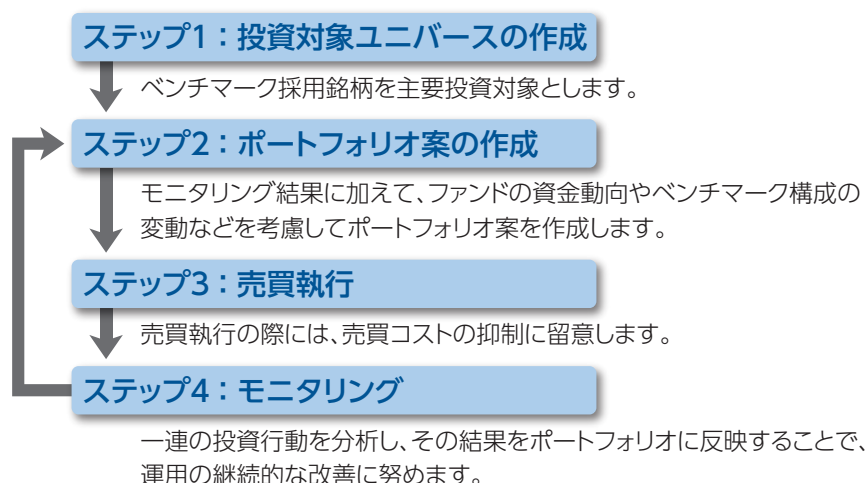 ステップ1：投資対象ユニバースの作成
ベンチマーク採用銘柄を主要投資対象とします。
ステップ2：ポートフォリオ案の作成
モニタリング結果に加えて、ファンドの資金動向やベンチマーク構成の
変動などを考慮してポートフォリオ案を作成します。
ステップ3：売買執行
売買執行の際には、売買コストの抑制に留意します。
ステップ4：モニタリング
一連の投資行動を分析し、その結果をポートフォリオに反映することで、
運用の継続的な改善に努めます。